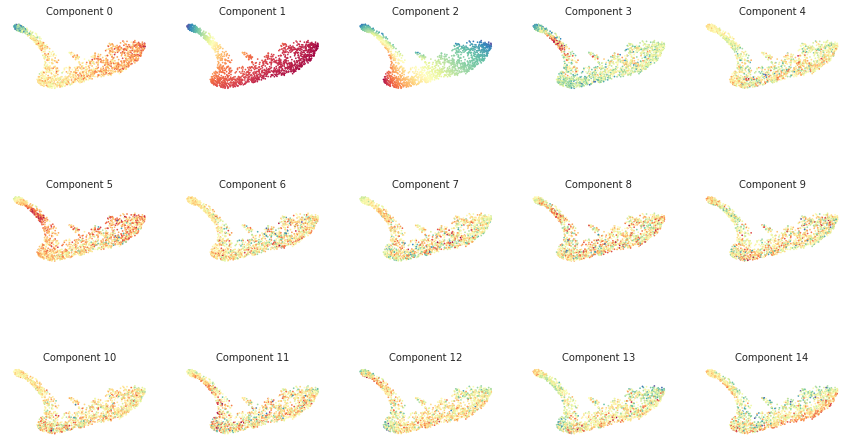 Component 0
Component 1
Component 2
Component 3
Component 4
Component 5
Component 6
Component 7
Component 8
Component 9
Component 10
Component 11
Component 12
Component 13
Component 14